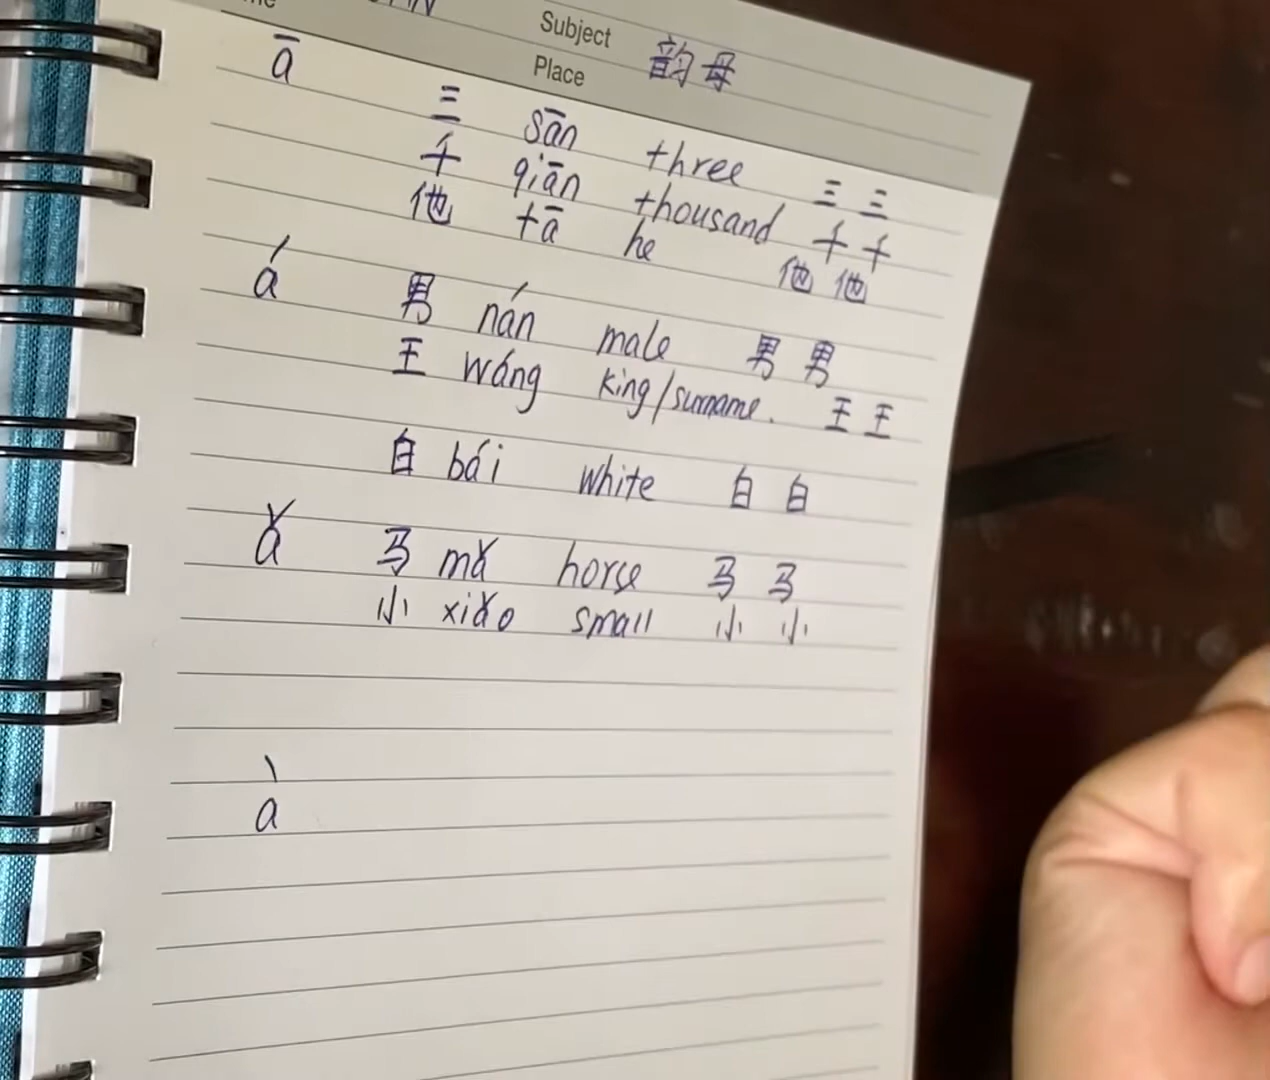 Subject 韵母
Place
ā
三 sān three 三 三
千 qiān thousand 千 千
他 tā he 他 他
á
男 nán male 男 男
王 wáng king/surname. 王 王
白 bái white 白 白
ǎ
马 mǎ horse 马 马
小 xiǎo small 小 小
à